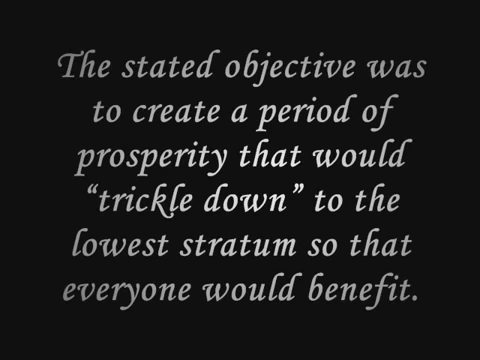 The stated objective was
to create a period of
prosperity that would
“trickle down” to the
lowest stratum so that
everyone would benefit.